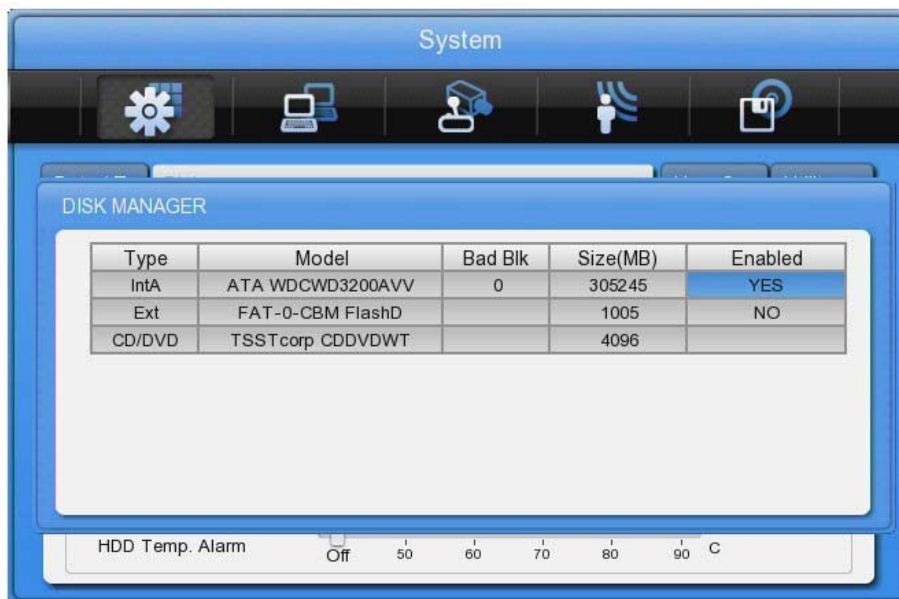 System
DISK MANAGER
Type Model Bad Blk Size(MB) Enabled
IntA ATA WDCWD3200AVV 0 305245 YES
Ext FAT-0-CBM FlashD 1005 NO
CD/DVD TSSTcorp CDDVDWT 4096
HDD Temp. Alarm Off 50 60 70 80 90 C